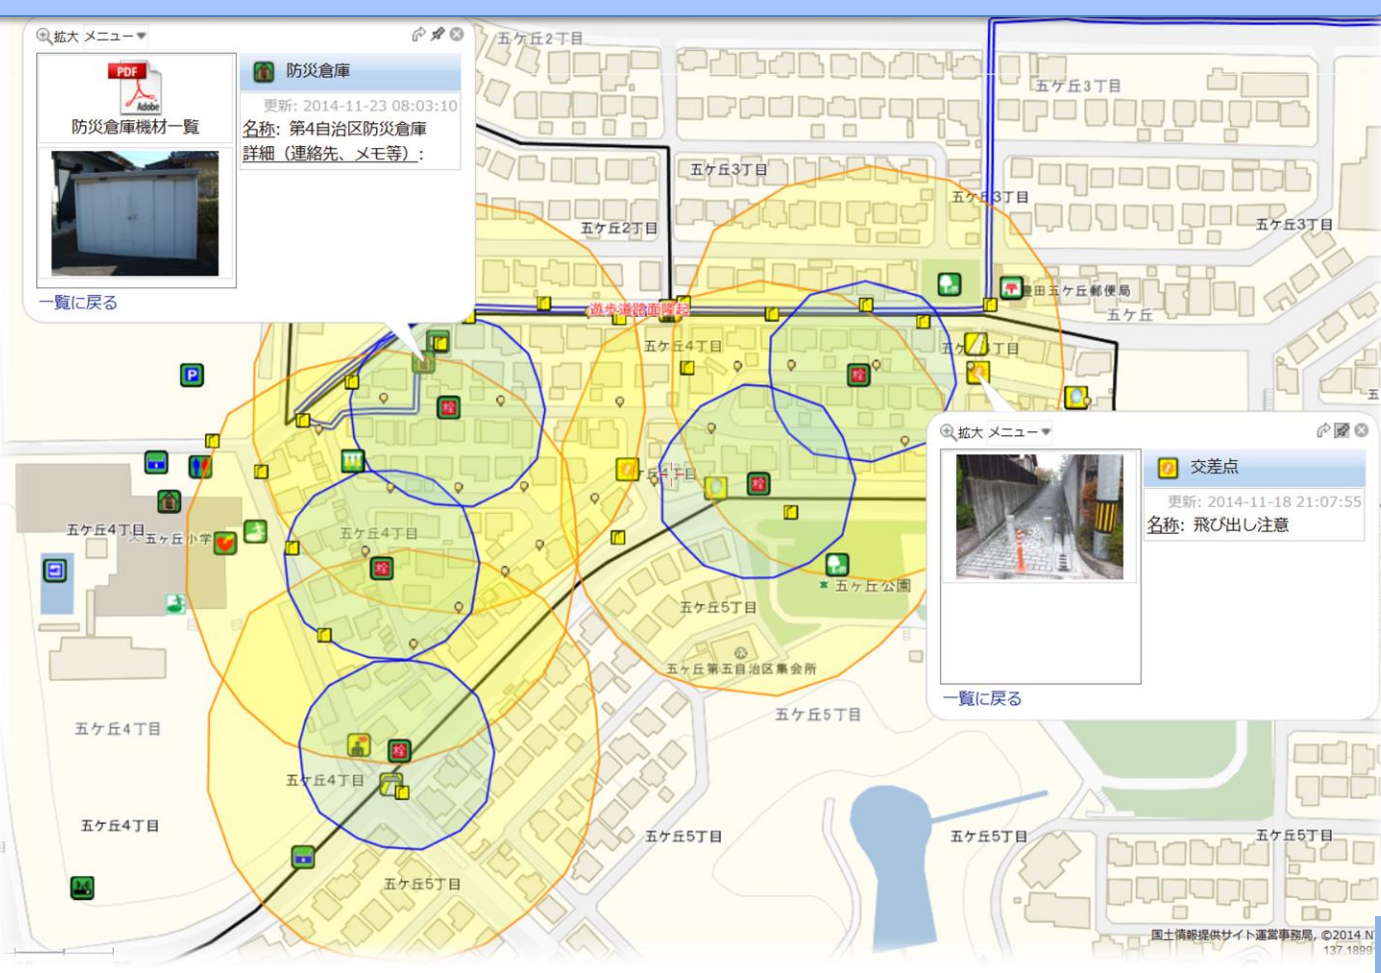 拡大 メニュー▼
PDF
Adobe
防災倉庫機材一覧
防災倉庫
更新: 2014-11-23 08:03:10
名称: 第4自治区防災倉庫
詳細（連絡先、メモ等）:
一覧に戻る
五ケ丘2丁目
五ケ丘3丁目
五ケ丘3丁目
五ケ丘3丁目
五ケ丘2丁目
五ケ丘3丁目
遊歩道路面隆起
豊田五ケ丘郵便局
五ケ丘
五ケ丘4丁目
P
栓
栓
栓
栓
栓
五ケ丘4丁目
五ケ丘小学
五ケ丘4丁目
五ケ丘公園
五ケ丘5丁目
五ケ丘第五自治区集会所
拡大 メニュー▼
交差点
更新: 2014-11-18 21:07:55
名称: 飛び出し注意
一覧に戻る
五ケ丘4丁目
五ケ丘5丁目
五ケ丘4丁目
五ケ丘4丁目
五ケ丘5丁目
五ケ丘5丁目
五ケ丘5丁目
五ケ丘5丁目
国土情報提供サイト運営事務局, ©2014
137.1899